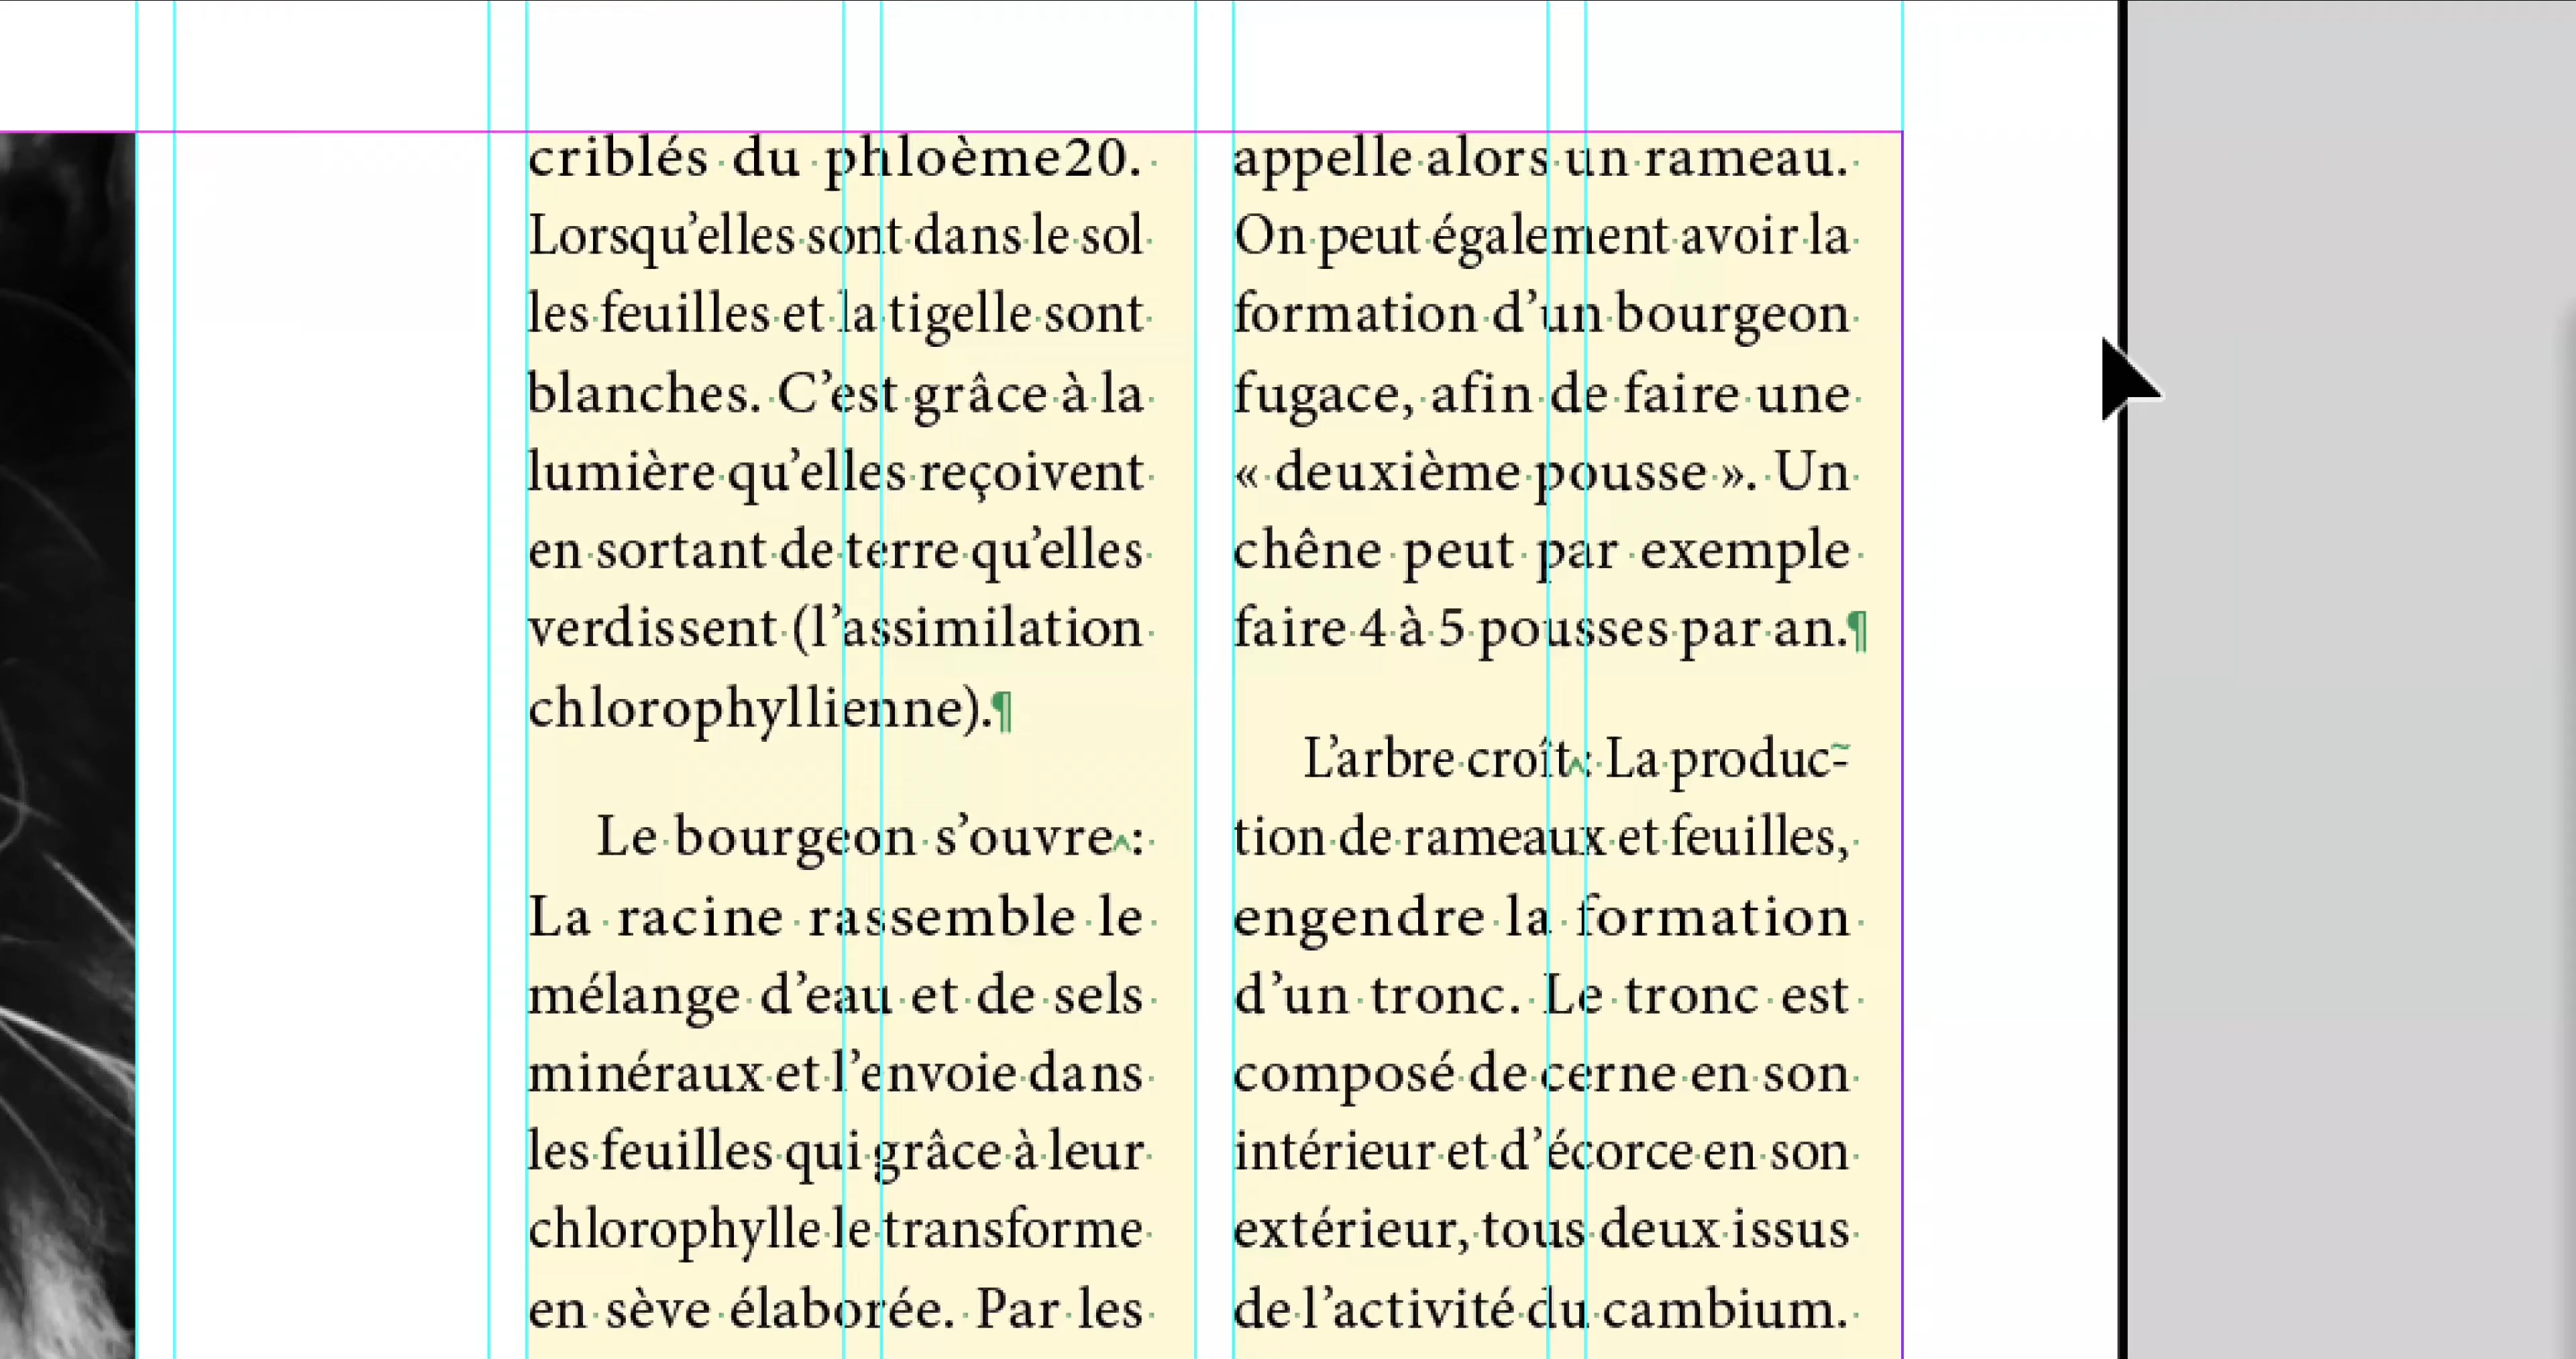 criblés du phloème20.
Lorsqu’elles sont dans le sol
les feuilles et la tigelle sont
blanches. C’est grâce à la
lumière qu’elles reçoivent
en sortant de terre qu’elles
verdissent (l’assimilation
chlorophyllienne).¶
Le bourgeon s’ouvre :
La racine rassemble le
mélange d’eau et de sels
minéraux et l’envoie dans
les feuilles qui grâce à leur
chlorophylle le transforme
en sève élaborée. Par les
appelle alors un rameau.
On peut également avoir la
formation d’un bourgeon
fugace, afin de faire une
« deuxième pousse ». Un
chêne peut par exemple
faire 4 à 5 pousses par an.¶
L’arbre croît : La produc-
tion de rameaux et feuilles,
engendre la formation
d’un tronc. Le tronc est
composé de cerne en son
intérieur et d’écorce en son
extérieur, tous deux issus
de l’activité du cambium.